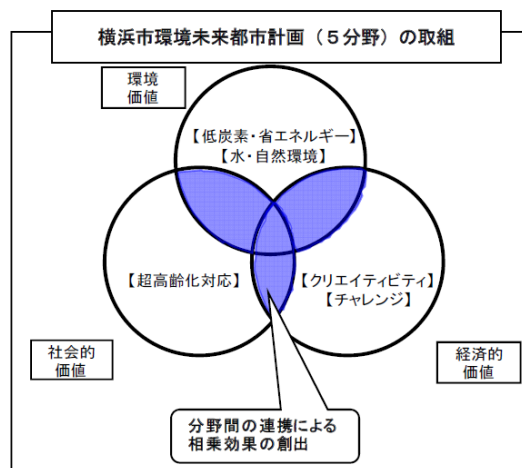 横浜市環境未来都市計画（５分野）の取組
環境
価値
【低炭素・省エネルギー】
【水・自然環境】
【超高齢化対応】
【クリエイティビティ】
【チャレンジ】
社会的
価値
経済的
価値
分野間の連携による
相乗効果の創出